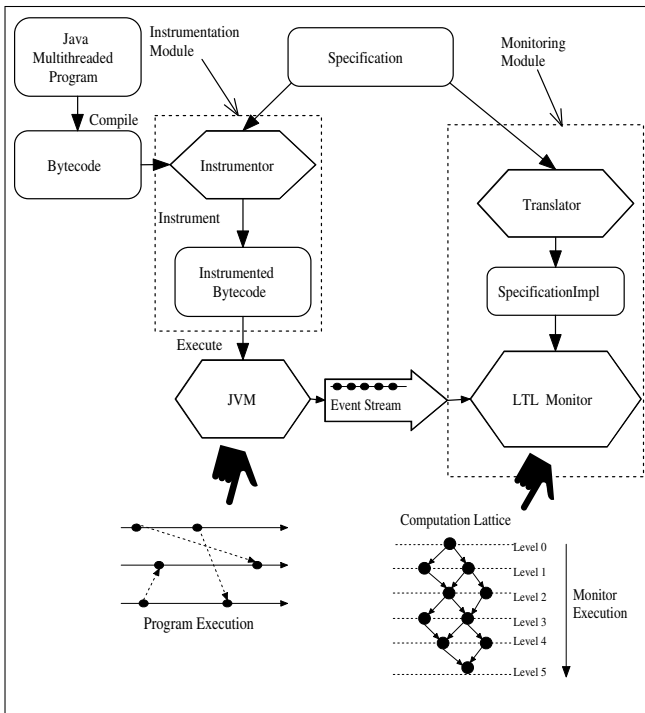 Java
Multithreaded
Program
Instrumentation
Module
Specification
Monitoring
Module
Compile
Bytecode
Instrumentor
Translator
Instrument
Instrumented
Bytecode
SpecificationImpl
Execute
JVM
Event Stream
LTL Monitor
Program Execution
Computation Lattice
Level 0
Level 1
Level 2
Level 3
Level 4
Level 5
Monitor
Execution